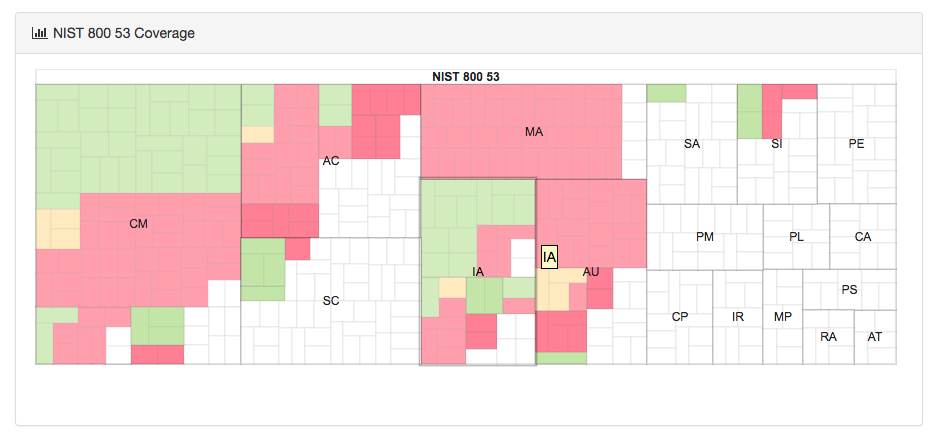 NIST 800 53 Coverage
NIST 800 53
CM
AC
SC
MA
IA
IA
AU
SA
SI
PE
PM
PL
CA
CP
IR
MP
PS
RA
AT